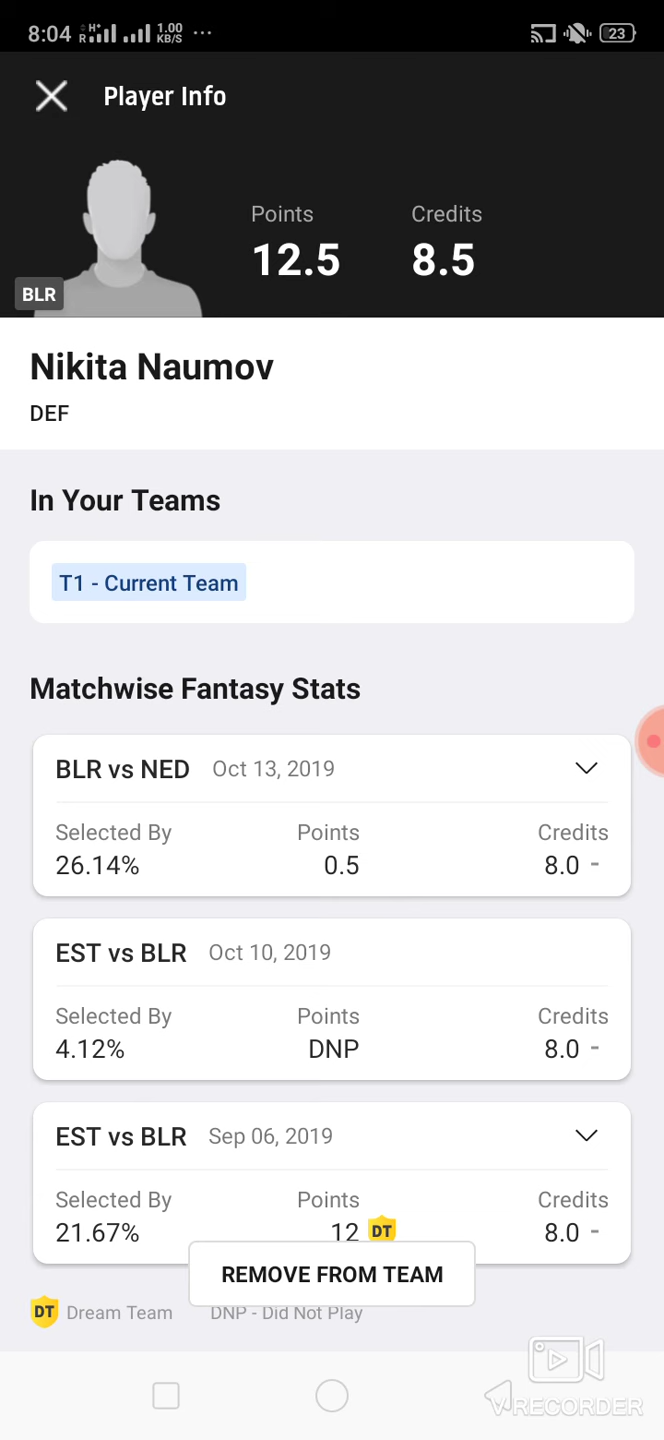 8:04 R H+ 1.00 KB/S ... 23
Player Info
Points Credits
12.5 8.5
BLR
Nikita Naumov
DEF
In Your Teams
T1 - Current Team
Matchwise Fantasy Stats
BLR vs NED Oct 13, 2019
Selected By Points Credits
26.14% 0.5 8.0 -
EST vs BLR Oct 10, 2019
Selected By Points Credits
4.12% DNP 8.0 -
EST vs BLR Sep 06, 2019
Selected By Points Credits
21.67% 12 DT 8.0 -
REMOVE FROM TEAM
DT Dream Team DNP - Did Not Play
VRECORDER